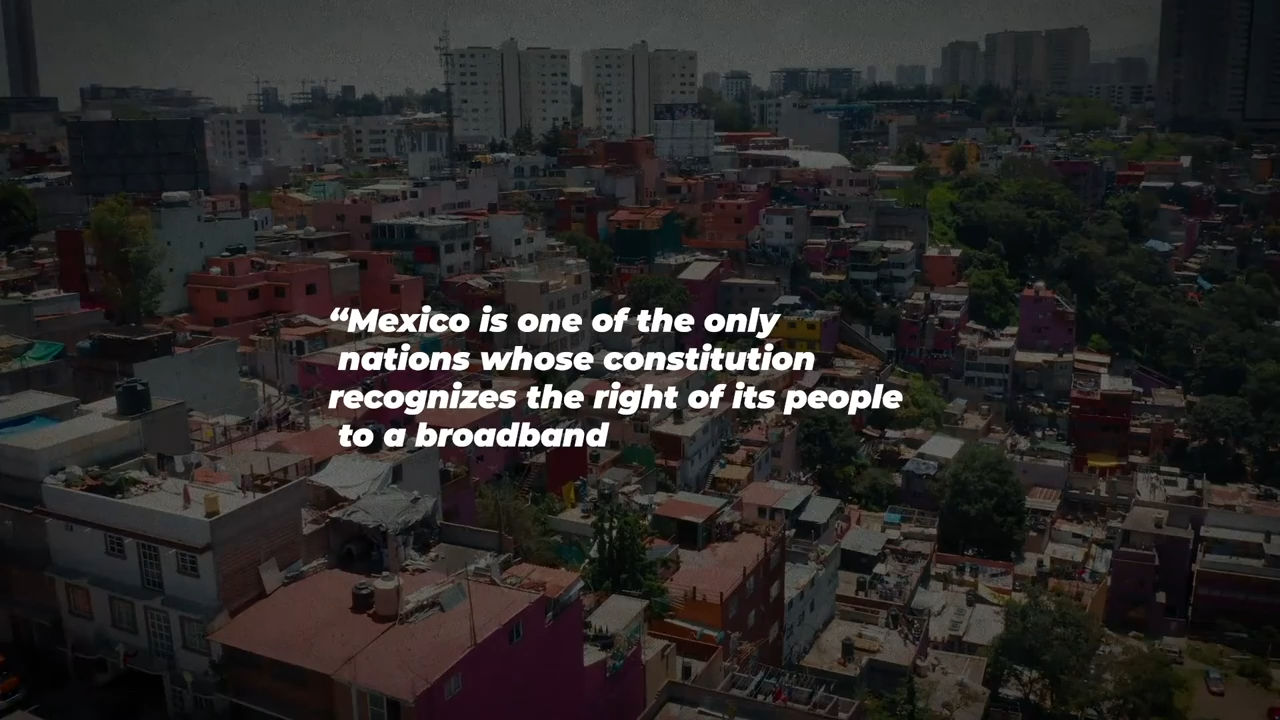 “Mexico is one of the only
nations whose constitution
recognizes the right of its people
to a broadband